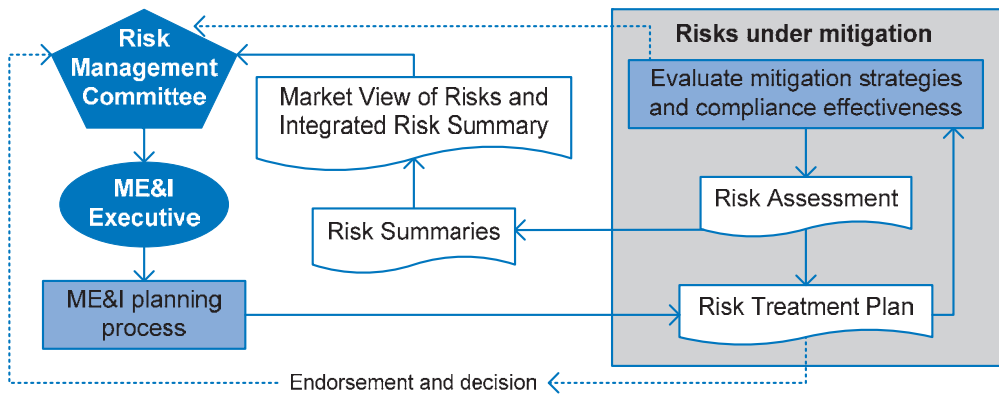 Risk
Management
Committee
ME&I
Executive
ME&I planning
process
Market View of Risks and
Integrated Risk Summary
Risk Summaries
Risks under mitigation
Evaluate mitigation strategies
and compliance effectiveness
Risk Assessment
Risk Treatment Plan
Endorsement and decision